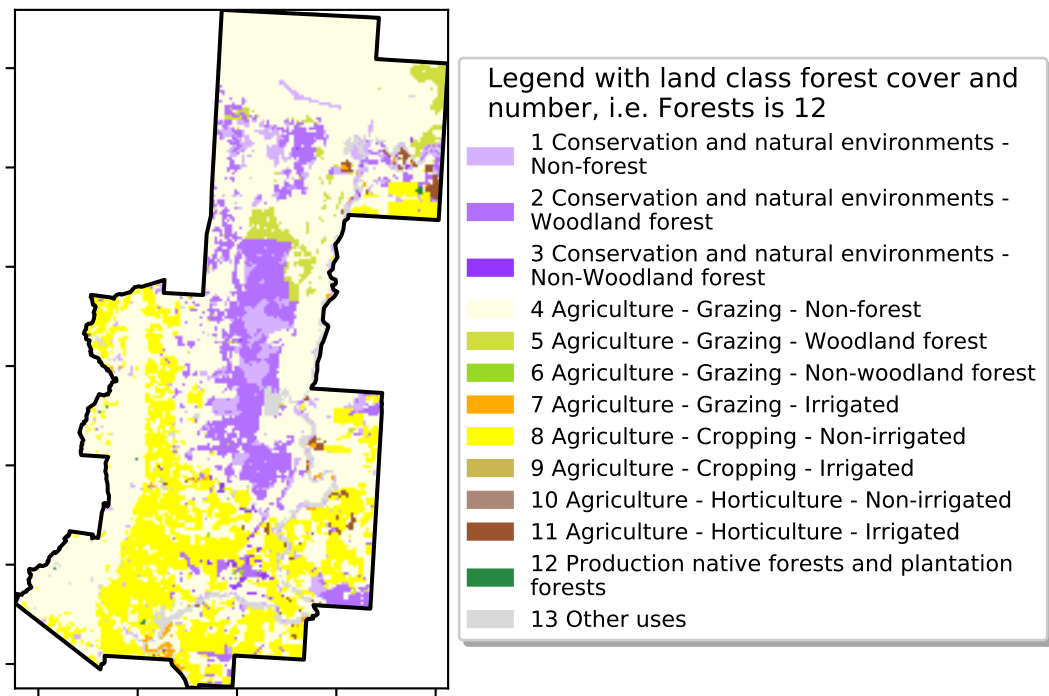 Legend with land class forest cover and
number, i.e. Forests is 12
1 Conservation and natural environments -
Non-forest
2 Conservation and natural environments -
Woodland forest
3 Conservation and natural environments -
Non-Woodland forest
4 Agriculture - Grazing - Non-forest
5 Agriculture - Grazing - Woodland forest
6 Agriculture - Grazing - Non-woodland forest
7 Agriculture - Grazing - Irrigated
8 Agriculture - Cropping - Non-irrigated
9 Agriculture - Cropping - Irrigated
10 Agriculture - Horticulture - Non-irrigated
11 Agriculture - Horticulture - Irrigated
12 Production native forests and plantation
forests
13 Other uses